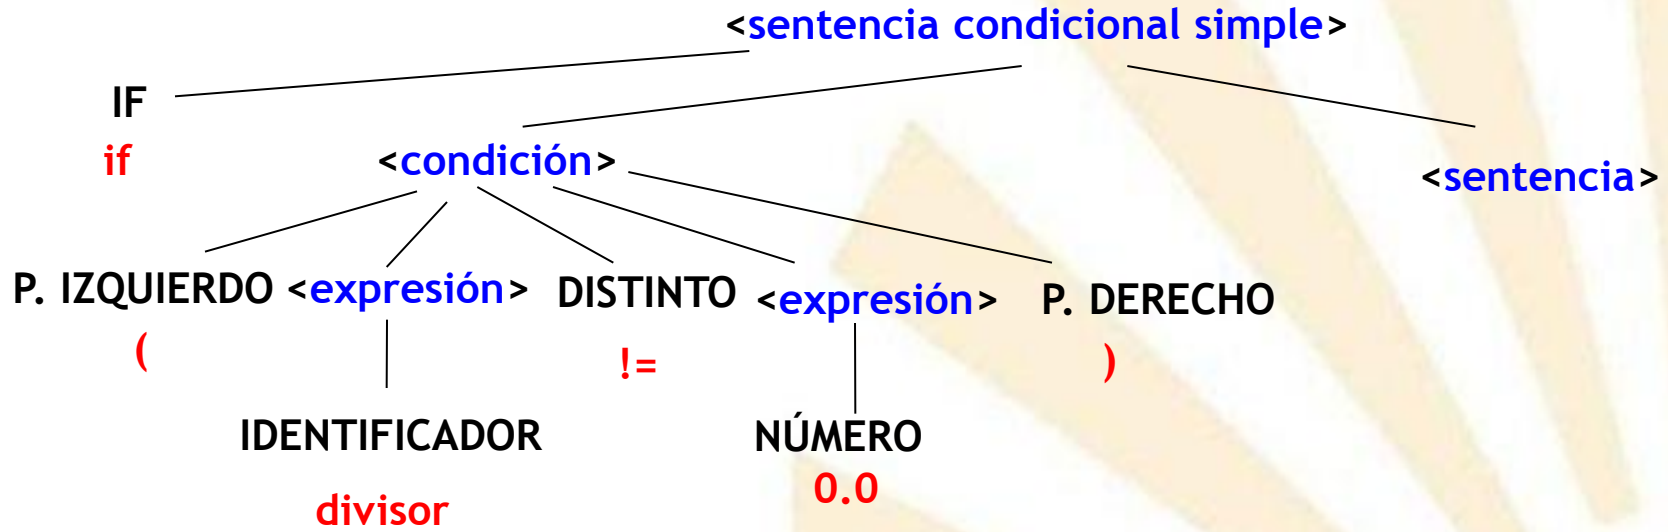 <sentencia condicional simple>
IF
if
<condición>
<sentencia>
P. IZQUIERDO <expresión> DISTINTO <expresión> P. DERECHO
( != )
IDENTIFICADOR NÚMERO
divisor 0.0